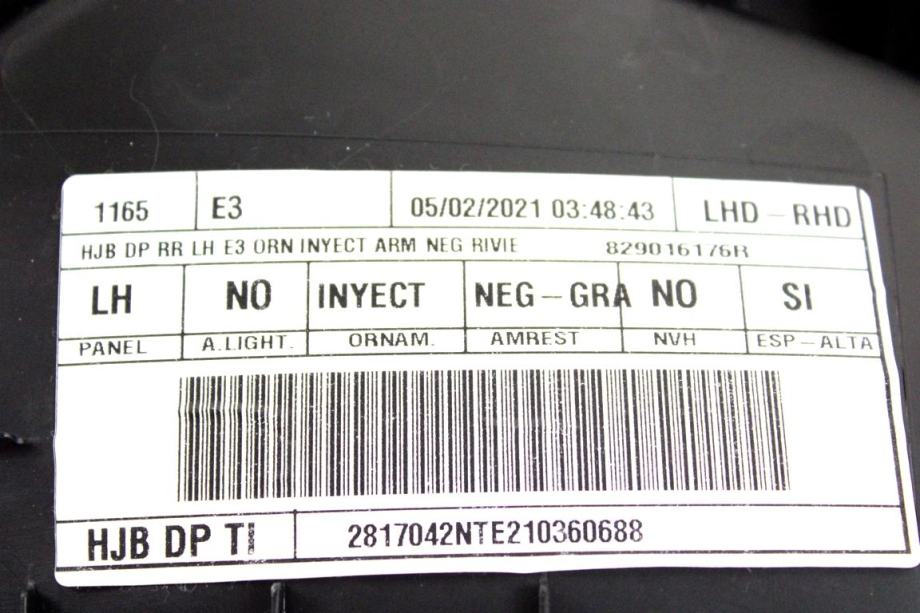 1165 E3 05/02/2021 03:48:43 LHD-RHD
HJB DP RR LH E3 ORN INYECT ARM NEG RIVIE 829016176R
LH NO INYECT NEG-GRA NO SI
PANEL A.LIGHT. ORNAM. AMREST NVH ESP-ALTA
HJB DP TI 2817042NTE210360688